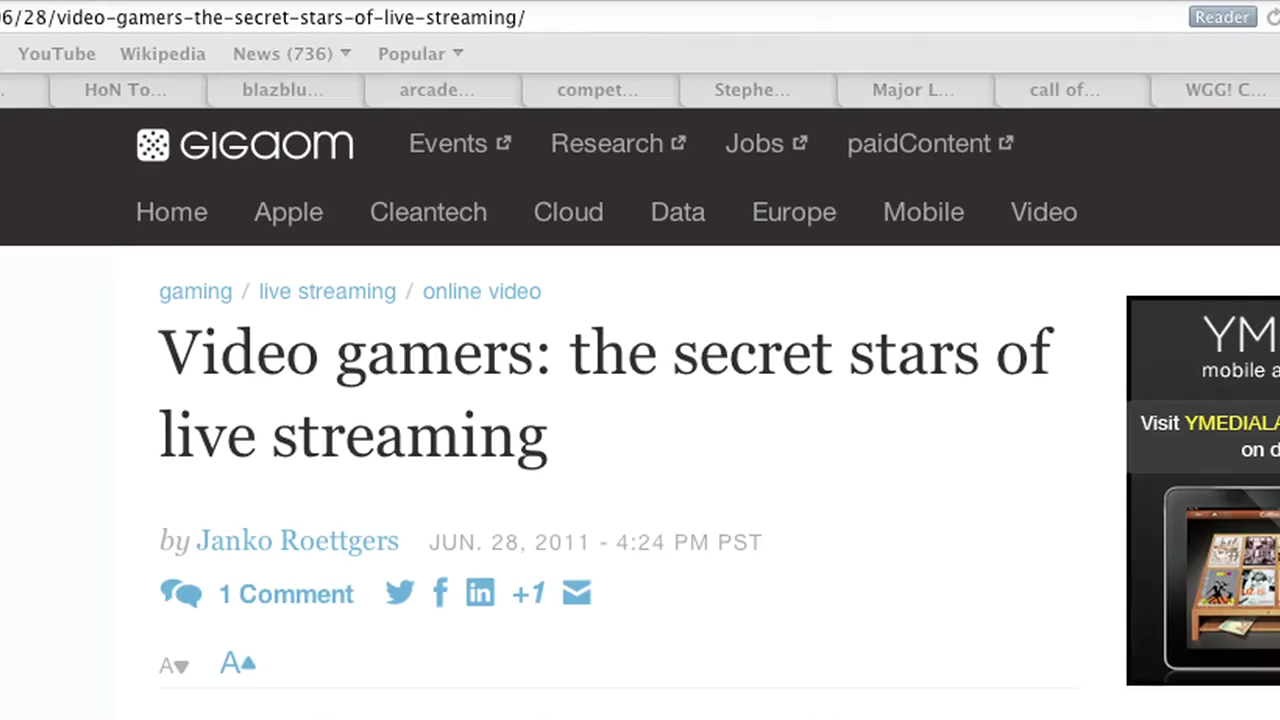 06/28/video-gamers-the-secret-stars-of-live-streaming/ Reader
YouTube Wikipedia News (736) Popular
HoN To... blazblu... arcade... compet... Stephe... Major L... call of... WGG! C...
GIGAOM Events Research Jobs paidContent
Home Apple Cleantech Cloud Data Europe Mobile Video
gaming / live streaming / online video
Video gamers: the secret stars of
live streaming
by Janko Roettgers JUN. 28, 2011 - 4:24 PM PST
1 Comment +1
A A
YM
mobile a
Visit YMEDIALA
on d